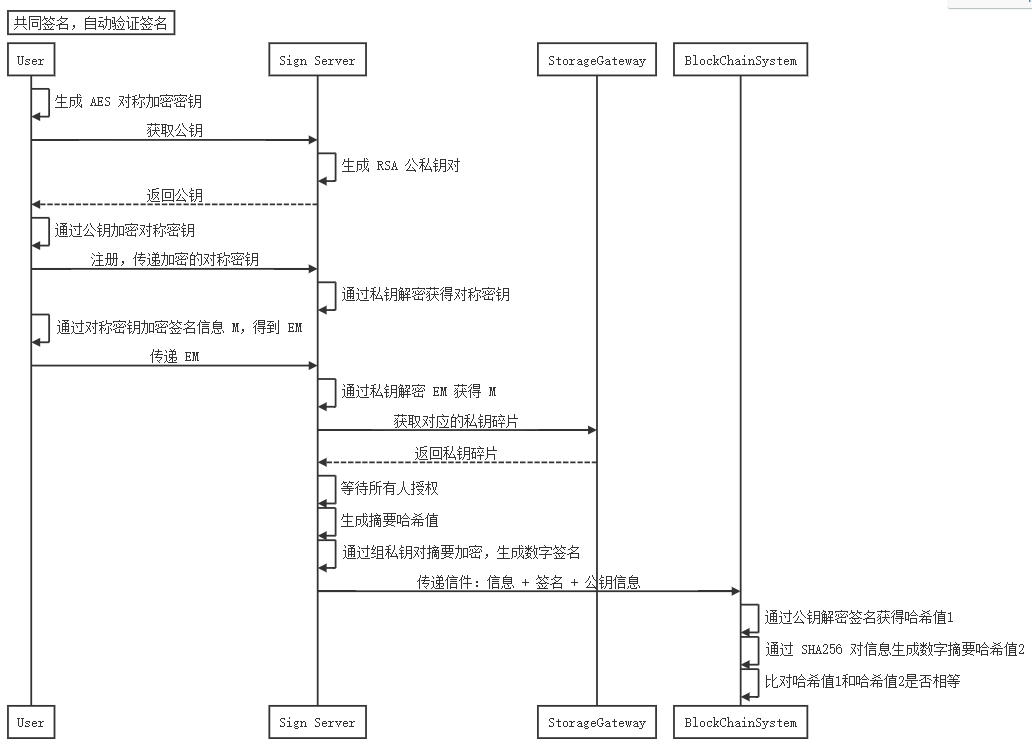 共同签名，自动验证签名
User
Sign Server
StorageGateway
BlockChainSystem
生成 AES 对称加密密钥
获取公钥
生成 RSA 公私钥对
返回公钥
通过公钥加密对称密钥
注册，传递加密的对称密钥
通过私钥解密获得对称密钥
通过对称密钥加密签名信息 M，得到 EM
传递 EM
通过私钥解密 EM 获得 M
获取对应的私钥碎片
返回私钥碎片
等待所有人授权
生成摘要哈希值
通过组私钥对摘要加密，生成数字签名
传递信件：信息 + 签名 + 公钥信息
通过公钥解密签名获得哈希值1
通过 SHA256 对信息生成数字摘要哈希值2
比对哈希值1和哈希值2是否相等
User
Sign Server
StorageGateway
BlockChainSystem